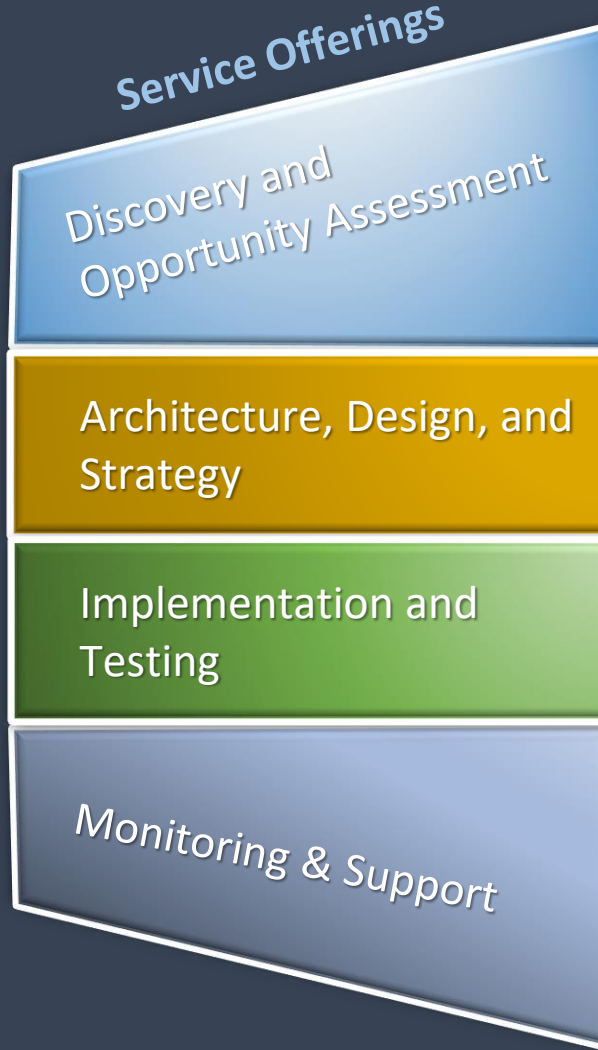 Service Offerings
Discovery and
Opportunity Assessment
Architecture, Design, and
Strategy
Implementation and
Testing
Monitoring & Support